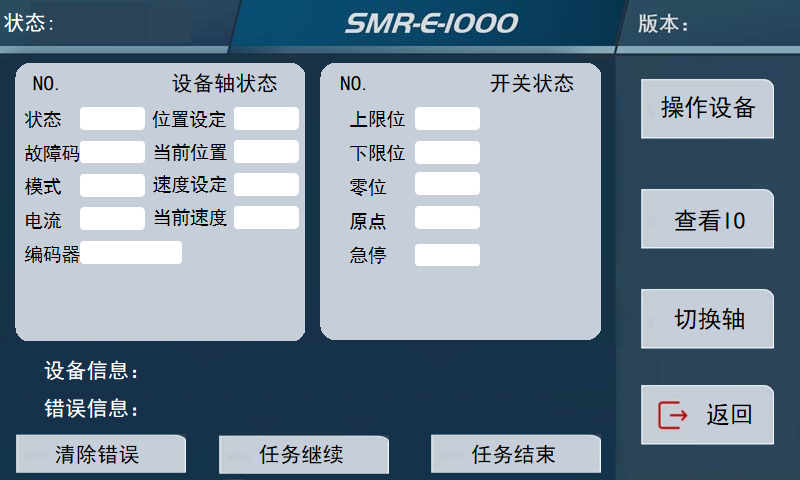 状态:
SMR-E-1000
版本:
NO. 设备轴状态
状态 位置设定
故障码 当前位置
模式 速度设定
电流 当前速度
编码器
NO. 开关状态
上限位
下限位
零位
原点
急停
操作设备
查看IO
切换轴
返回
设备信息:
错误信息:
清除错误 任务继续 任务结束